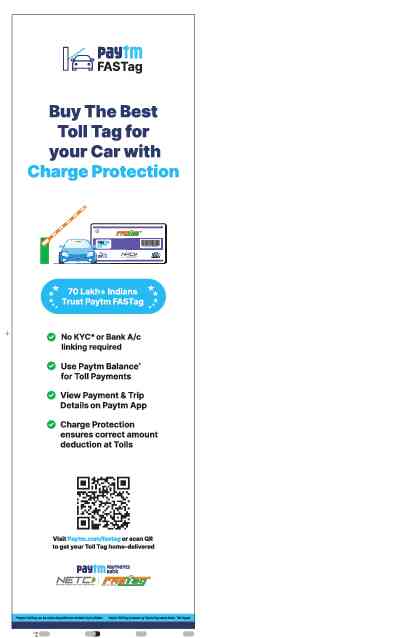 paytm
FASTag
Buy The Best
Toll Tag for
your Car with
Charge Protection
70 Lakh+ Indians
Trust Paytm FASTag
No KYC* or Bank A/c
linking required
Use Paytm Balance*
for Toll Payments
View Payment & Trip
Details on Paytm App
Charge Protection
ensures correct amount
deduction at Tolls
Visit Paytm.com/fastag or scan QR
to get your Toll Tag home-delivered
paytm payments bank
NETC FASTag